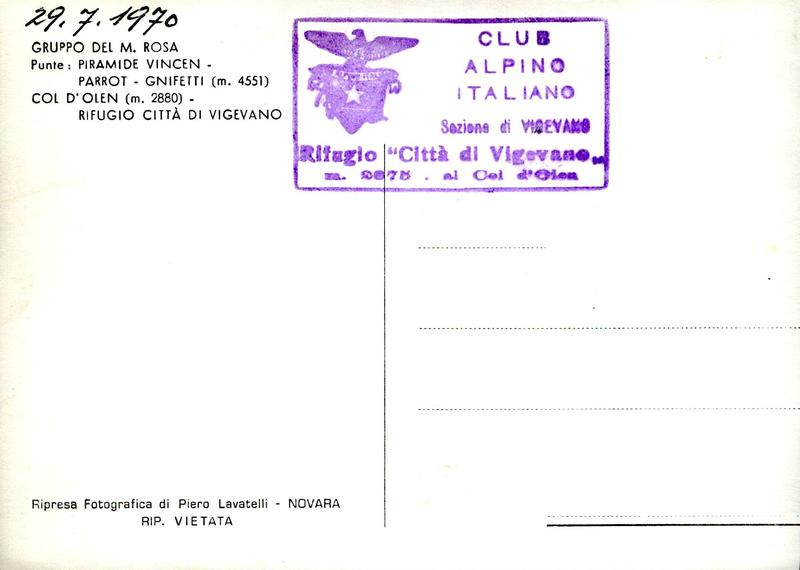 29.7.1970
GRUPPO DEL M. ROSA
Punte: PIRAMIDE VINCEN -
PARROT - GNIFETTI (m. 4551)
COL D'OLEN (m. 2880) -
RIFUGIO CITTÀ DI VIGEVANO
CLUB
ALPINO
ITALIANO
Sezione di VIGEVANO
Rifugio "Città di Vigevano"
m. 2875 . al Col d'Olen
Ripresa Fotografica di Piero Lavatelli - NOVARA
RIP. VIETATA